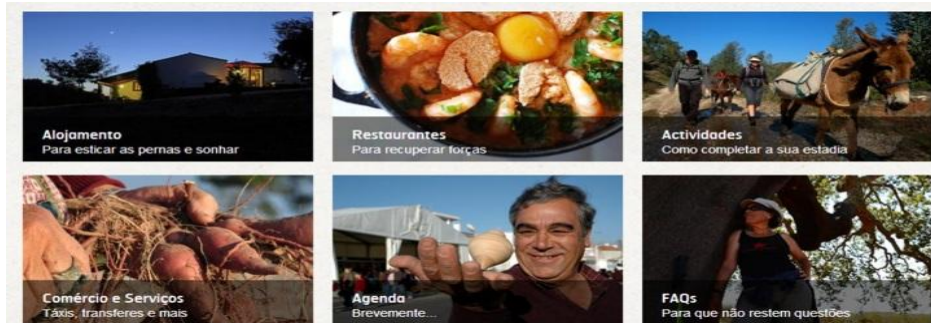 Alojamento
Para esticar as pernas e sonhar
Restaurantes
Para recuperar forças
Actividades
Como completar a sua estadia
Comércio e Serviços
Táxis, transferes e mais
Agenda
Brevemente...
FAQs
Para que não restem questões